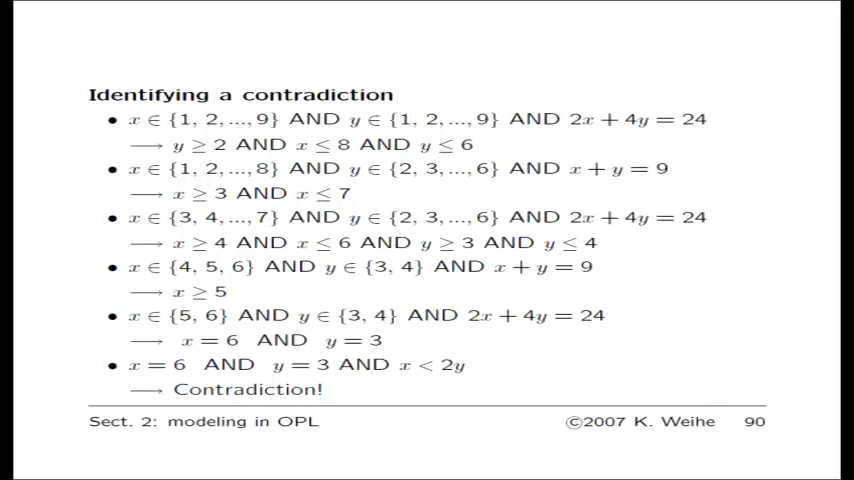 Identifying a contradiction
• x ∈ {1, 2, ..., 9} AND y ∈ {1, 2, ..., 9} AND 2x + 4y = 24
⟶ y ≥ 2 AND x ≤ 8 AND y ≤ 6
• x ∈ {1, 2, ..., 8} AND y ∈ {2, 3, ..., 6} AND x + y = 9
⟶ x ≥ 3 AND x ≤ 7
• x ∈ {3, 4, ..., 7} AND y ∈ {2, 3, ..., 6} AND 2x + 4y = 24
⟶ x ≥ 4 AND x ≤ 6 AND y ≥ 3 AND y ≤ 4
• x ∈ {4, 5, 6} AND y ∈ {3, 4} AND x + y = 9
⟶ x ≥ 5
• x ∈ {5, 6} AND y ∈ {3, 4} AND 2x + 4y = 24
⟶ x = 6 AND y = 3
• x = 6 AND y = 3 AND x < 2y
⟶ Contradiction!
Sect. 2: modeling in OPL ©2007 K. Weihe 90